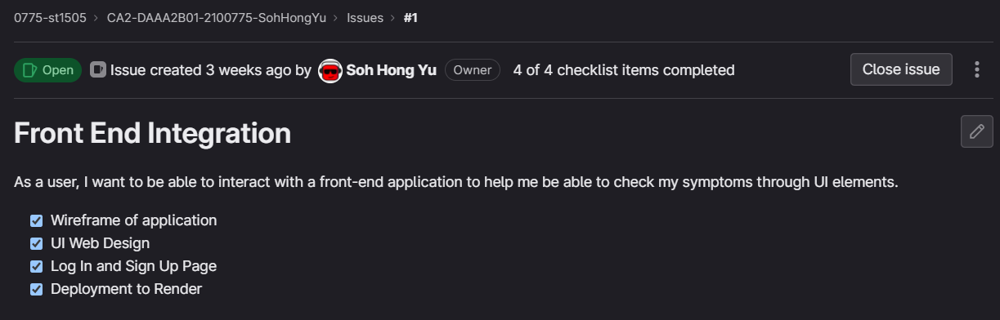 0775-st1505 > CA2-DAAA2B01-2100775-SohHongYu > Issues > #1
Open Issue created 3 weeks ago by Soh Hong Yu Owner 4 of 4 checklist items completed Close issue
Front End Integration
As a user, I want to be able to interact with a front-end application to help me be able to check my symptoms through UI elements.
Wireframe of application
UI Web Design
Log In and Sign Up Page
Deployment to Render